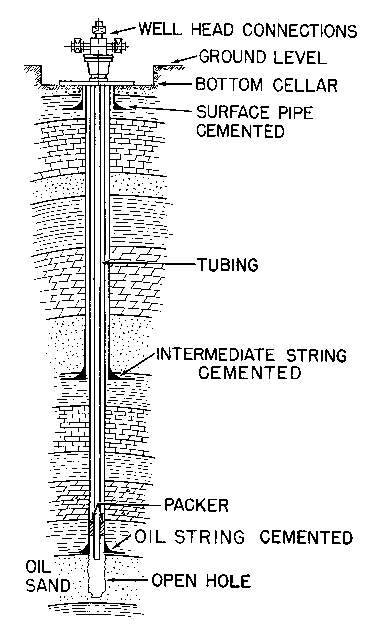 WELL HEAD CONNECTIONS
GROUND LEVEL
BOTTOM CELLAR
SURFACE PIPE
CEMENTED
TUBING
INTERMEDIATE STRING
CEMENTED
PACKER
OIL STRING CEMENTED
OIL
SAND
OPEN HOLE